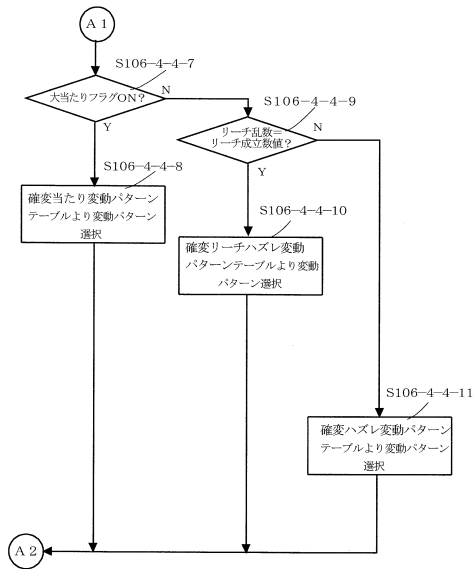 A1
S106-4-4-7
大当たりフラグON?
N
Y
S106-4-4-9
リーチ乱数=
リーチ成立数値?
N
Y
S106-4-4-8
確変当たり変動パターン
テーブルより変動パターン
選択
S106-4-4-10
確変リーチハズレ変動
パターンテーブルより変動
パターン選択
S106-4-4-11
確変ハズレ変動パターン
テーブルより変動パターン
選択
A2